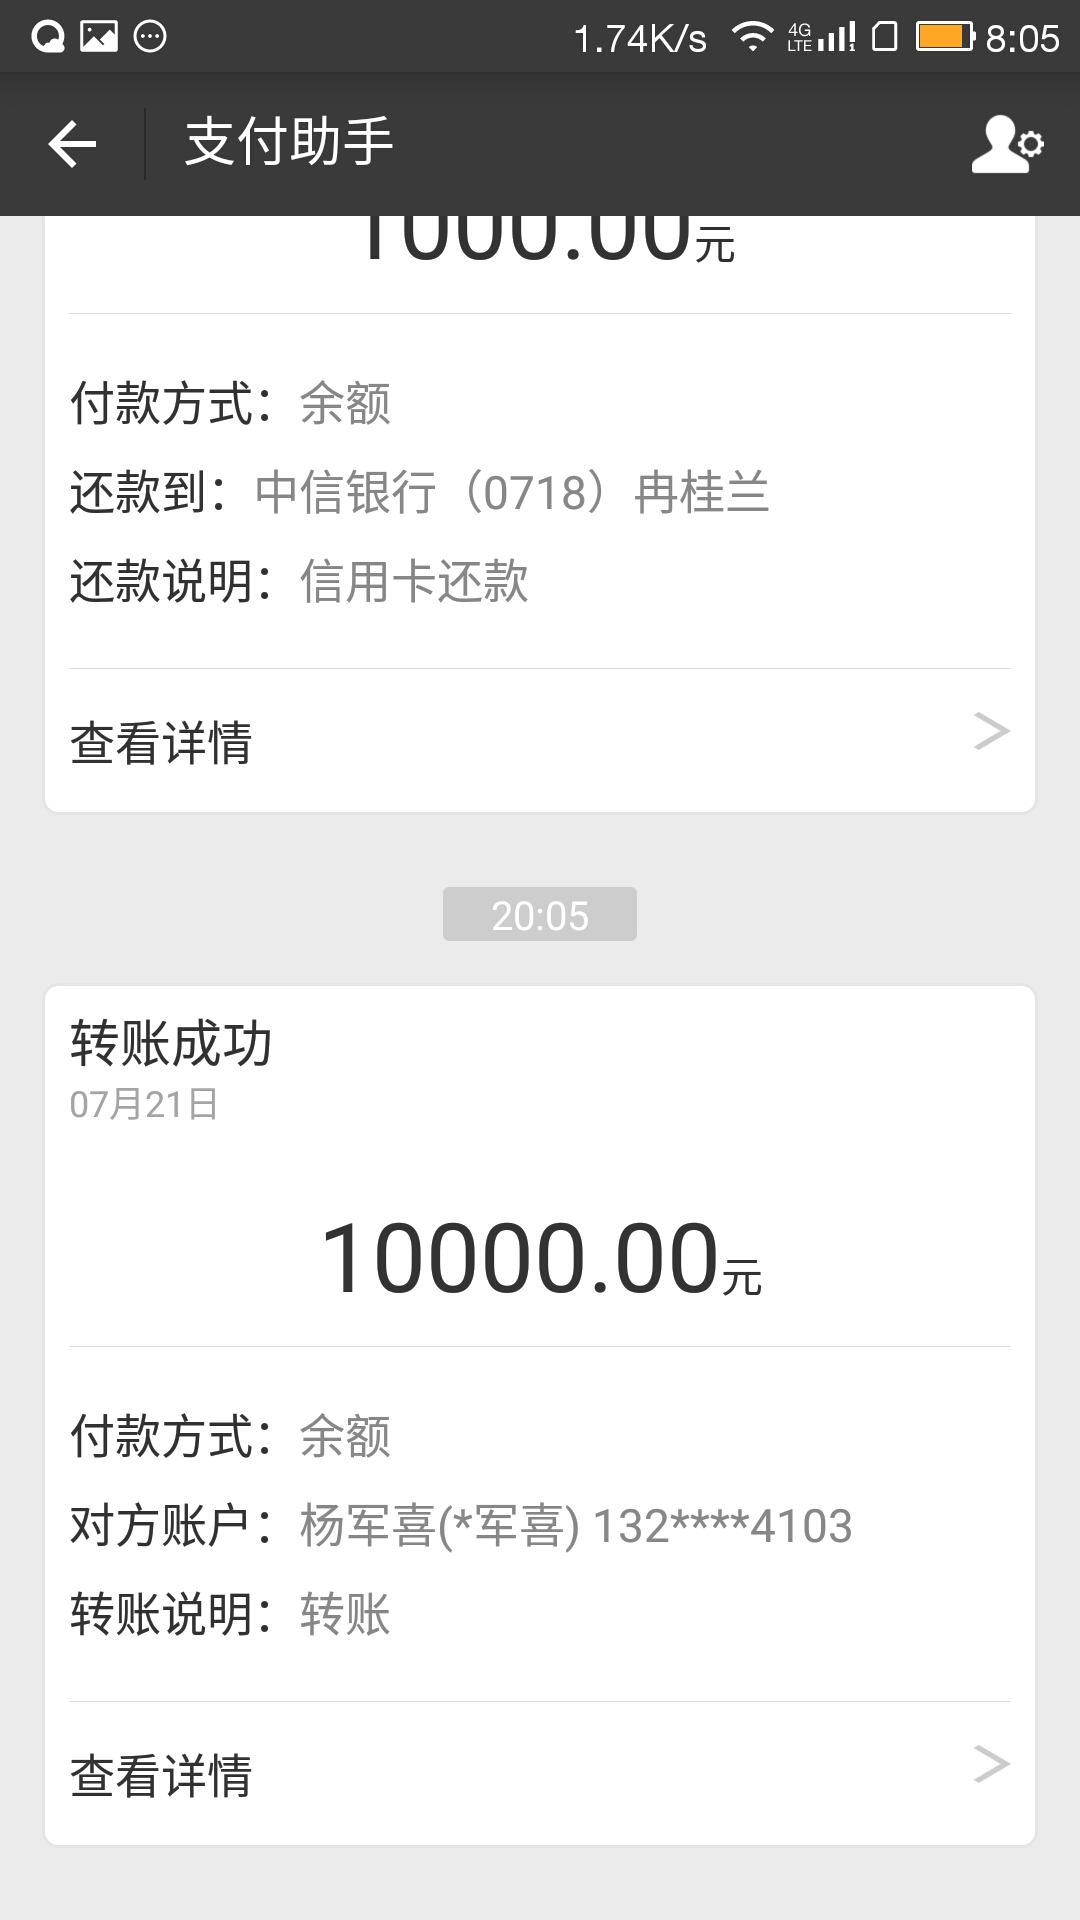 1.74K/s 4G LTE 8:05
支付助手
1000.00元
付款方式：余额
还款到：中信银行（0718）冉桂兰
还款说明：信用卡还款
查看详情
20:05
转账成功
07月21日
10000.00元
付款方式：余额
对方账户：杨军喜(*军喜) 132****4103
转账说明：转账
查看详情